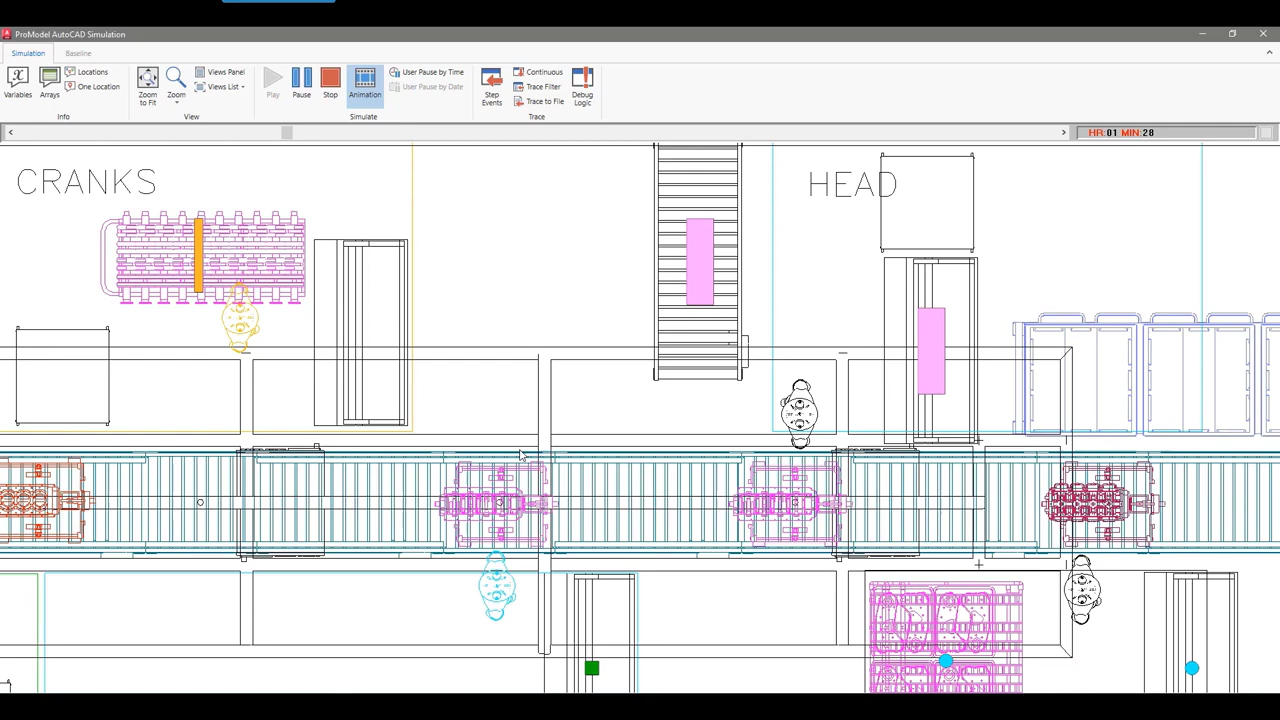 ProModel AutoCAD Simulation
Simulation Baseline
Variables
Arrays
Locations
One Location
Info
Zoom to Fit
Zoom
Views Panel
Views List
View
Play
Pause
Stop
Animation
User Pause by Time
User Pause by Date
Simulate
Step Events
Continuous
Trace Filter
Trace to File
Debug Logic
Trace
HR:01 MIN:28
CRANKS
HEAD